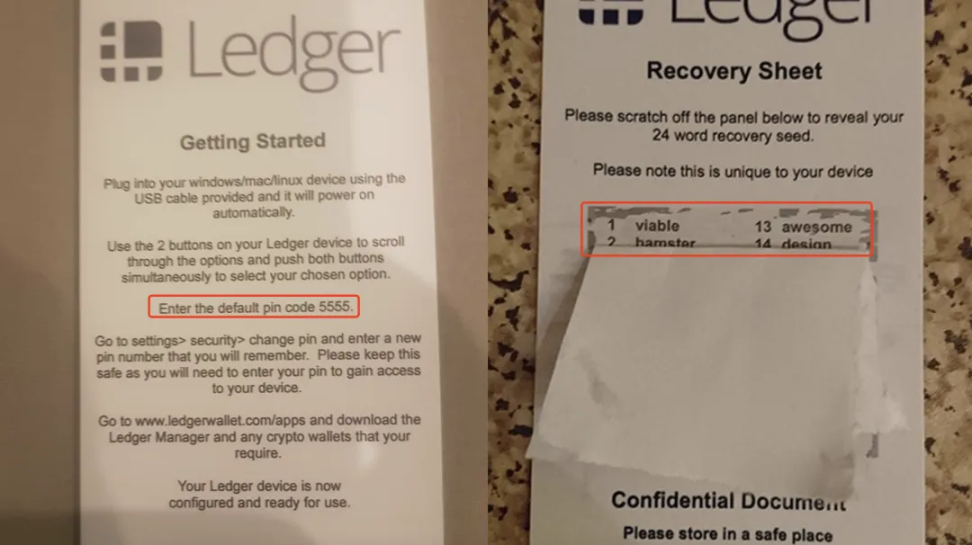 Ledger
Getting Started
Plug into your windows/mac/linux device using the
USB cable provided and it will power on
automatically.
Use the 2 buttons on your Ledger device to scroll
through the options and push both buttons
simultaneously to select your chosen option.
Enter the default pin code 5555.
Go to settings> security> change pin and enter a new
pin number that you will remember. Please keep this
safe as you will need to enter your pin to gain access
to your device.
Go to www.ledgerwallet.com/apps and download the
Ledger Manager and any crypto wallets that your
require.
Your Ledger device is now
configured and ready for use.
Ledger
Recovery Sheet
Please scratch off the panel below to reveal your
24 word recovery seed.
Please note this is unique to your device
1 viable 13 awesome
2 hamster 14 design
Confidential Document
Please store in a safe place